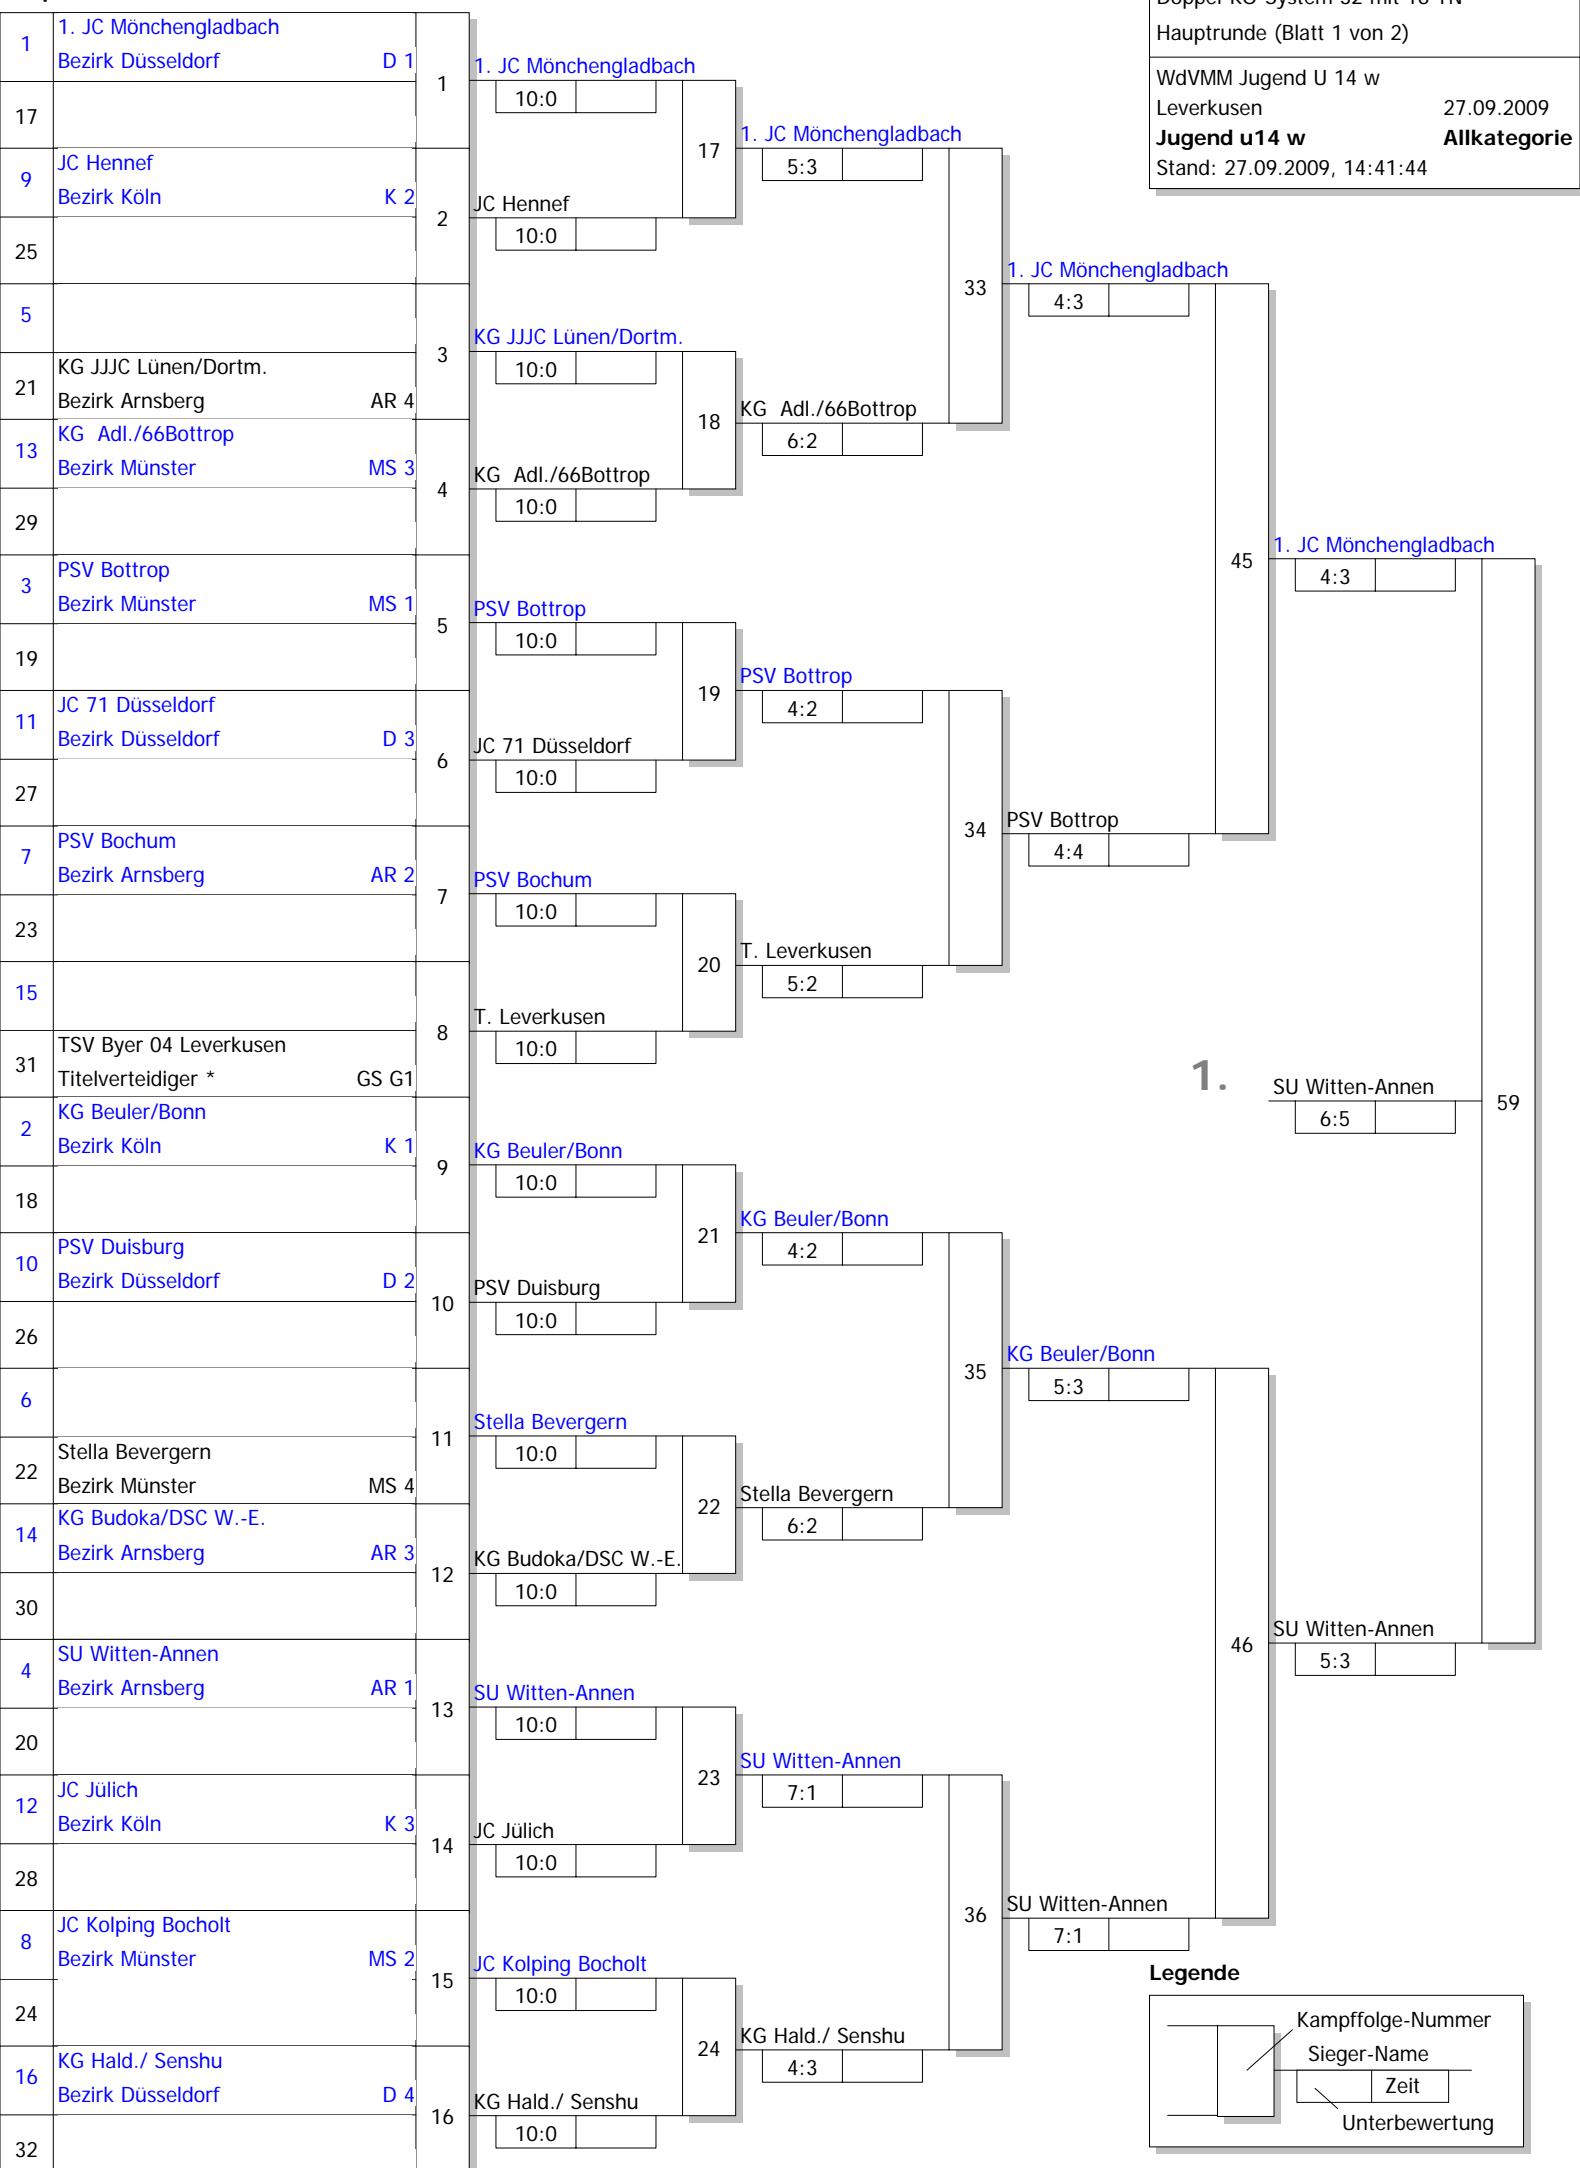 Doppel-KO-System 32 mit 16 TN
Hauptrunde (Blatt 1 von 2)
WdVMM Jugend U 14 w
Leverkusen 27.09.2009
Jugend u14 w Allkategorie
Stand: 27.09.2009, 14:41:44
1 1. JC Mönchengladbach
Bezirk Düsseldorf D 1
17
9 JC Hennef
Bezirk Köln K 2
25
5
21 KG JJJC Lünen/Dortm.
Bezirk Arnsberg AR 4
13 KG Adl./66Bottrop
Bezirk Münster MS 3
29
3 PSV Bottrop
Bezirk Münster MS 1
19
11 JC 71 Düsseldorf
Bezirk Düsseldorf D 3
27
7 PSV Bochum
Bezirk Arnsberg AR 2
23
15
31 TSV Byer 04 Leverkusen
Titelverteidiger * GS G1
2 KG Beuler/Bonn
Bezirk Köln K 1
18
10 PSV Duisburg
Bezirk Düsseldorf D 2
26
6
22 Stella Bevergern
Bezirk Münster MS 4
14 KG Budoka/DSC W.-E.
Bezirk Arnsberg AR 3
30
4 SU Witten-Annen
Bezirk Arnsberg AR 1
20
12 JC Jülich
Bezirk Köln K 3
28
8 JC Kolping Bocholt
Bezirk Münster MS 2
24
16 KG Hald./ Senshu
Bezirk Düsseldorf D 4
32
1 1. JC Mönchengladbach
10:0
2 JC Hennef
10:0
3 KG JJJC Lünen/Dortm.
10:0
4 KG Adl./66Bottrop
10:0
5 PSV Bottrop
10:0
6 JC 71 Düsseldorf
10:0
7 PSV Bochum
10:0
8 T. Leverkusen
10:0
9 KG Beuler/Bonn
10:0
10 PSV Duisburg
10:0
11 Stella Bevergern
10:0
12 KG Budoka/DSC W.-E.
10:0
13 SU Witten-Annen
10:0
14 JC Jülich
10:0
15 JC Kolping Bocholt
10:0
16 KG Hald./ Senshu
10:0
17 1. JC Mönchengladbach
5:3
18 KG Adl./66Bottrop
6:2
19 PSV Bottrop
4:2
20 T. Leverkusen
5:2
21 KG Beuler/Bonn
4:2
22 Stella Bevergern
6:2
23 SU Witten-Annen
7:1
24 KG Hald./ Senshu
4:3
33 1. JC Mönchengladbach
4:3
34 PSV Bottrop
4:4
35 KG Beuler/Bonn
5:3
36 SU Witten-Annen
7:1
45 1. JC Mönchengladbach
4:3
46 SU Witten-Annen
5:3
1. SU Witten-Annen 59
6:5
Legende
Kampffolge-Nummer
Sieger-Name
Zeit
Unterbewertung